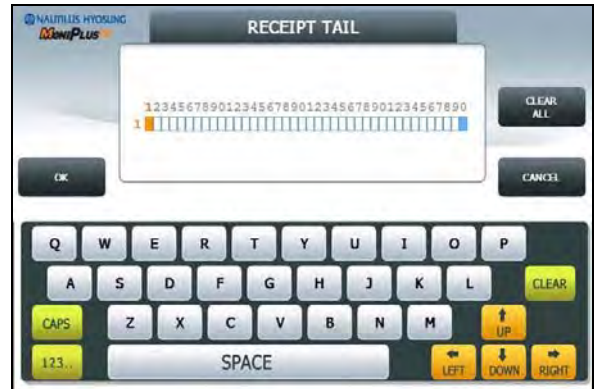 NAUTILUS HYOSUNG
MoniPlus
RECEIPT TAIL
1234567890123456789012345678901234567890
1
CLEAR ALL
OK
CANCEL
Q W E R T Y U I O P
A S D F G H J K L CLEAR
CAPS Z X C V B N M UP
123.. SPACE LEFT DOWN RIGHT